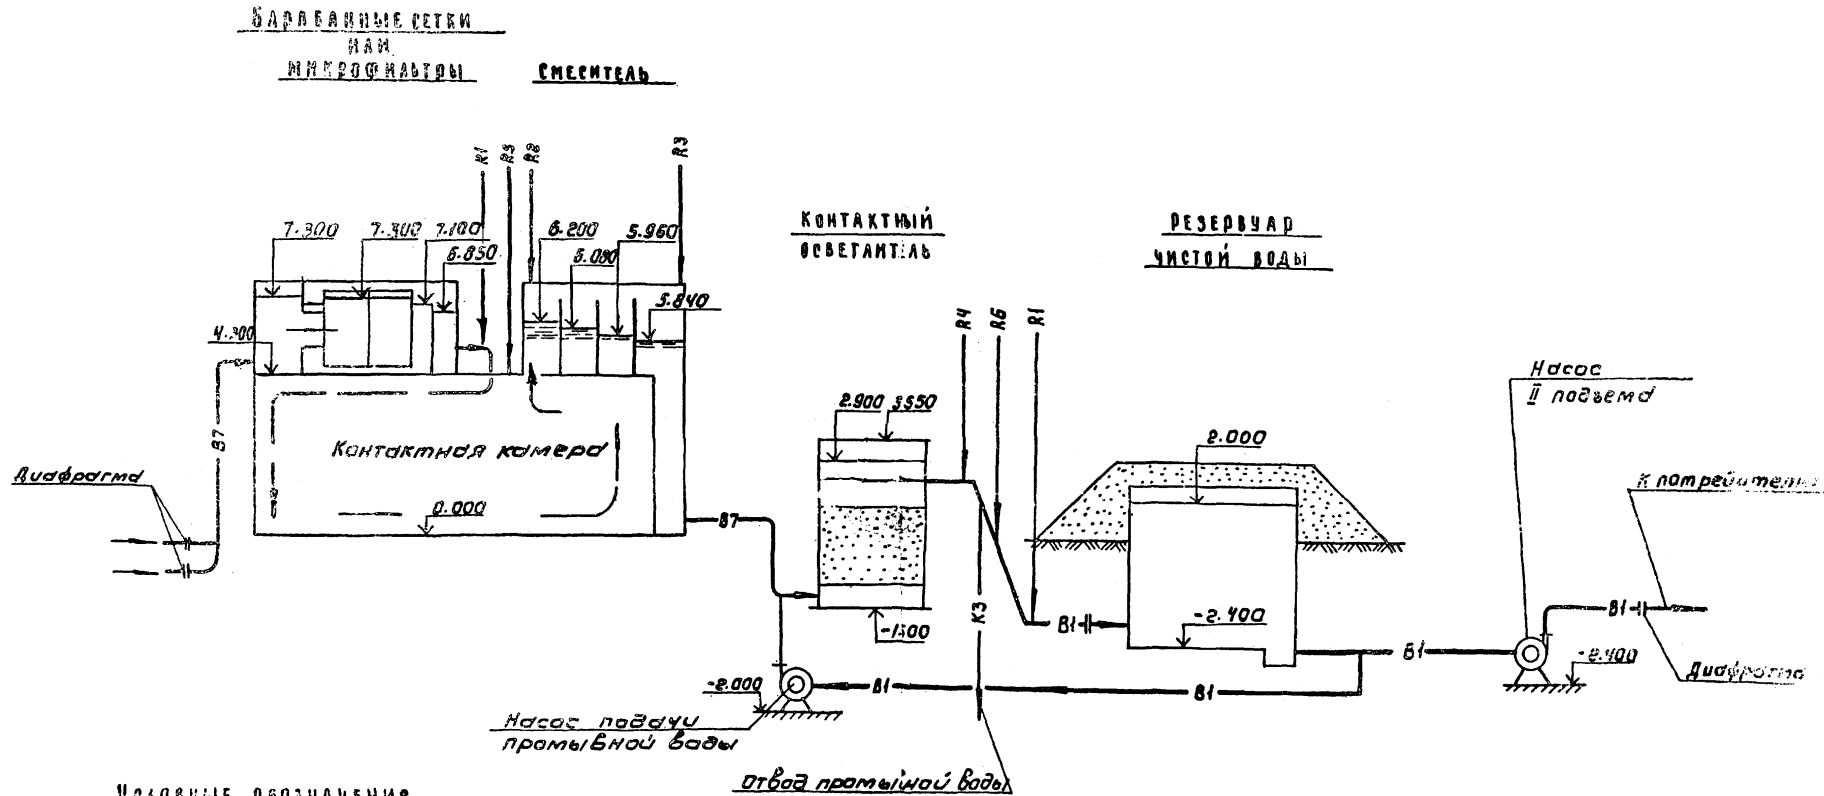 БАРАБАННЫЕ СЕТКИ
ИЛИ
МИКРОФИЛЬТРЫ
СМЕСИТЕЛЬ
R1
R3
R2
R3
7.300
7.300
7.100
6.850
6.200
6.080
5.960
5.840
4.300
КОНТАКТНЫЙ
ОСВЕТЛИТЕЛЬ
РЕЗЕРВУАР
ЧИСТОЙ ВОДЫ
R4
R6
R1
Насос
II подъема
2.900
3.550
2.000
В7
Контактная камера
Диафрагма
0.000
В7
К3
В1
-2.400
В1
В1
-2.400
Диафрагма
-2.000
В1
В1
Насос подачи
промывной воды
Отвод промывной воды
УСЛОВНЫЕ ОБОЗНАЧЕНИЯ